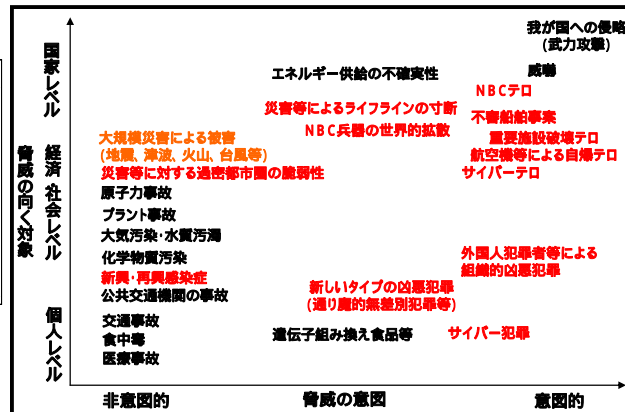 我が国への侵略
(武力攻撃)
エネルギー供給の不確実性
威嚇
NBCテロ
災害等によるライフラインの寸断
不審船舶事案
NBC兵器の世界的拡散
大規模災害による被害
(地震、津波、火山、台風等)
重要施設破壊テロ
航空機等による自爆テロ
災害等に対する過密都市圏の脆弱性
サイバーテロ
原子力事故
プラント事故
大気汚染・水質汚濁
化学物質汚染
外国人犯罪者等による
組織的凶悪犯罪
新興・再興感染症
公共交通機関の事故
新しいタイプの凶悪犯罪
(通り魔的無差別犯罪等)
交通事故
食中毒
医療事故
遺伝子組み換え食品等
サイバー犯罪
国家レベル
経済・社会レベル
個人レベル
脅威の向く対象
非意図的
脅威の意図
意図的